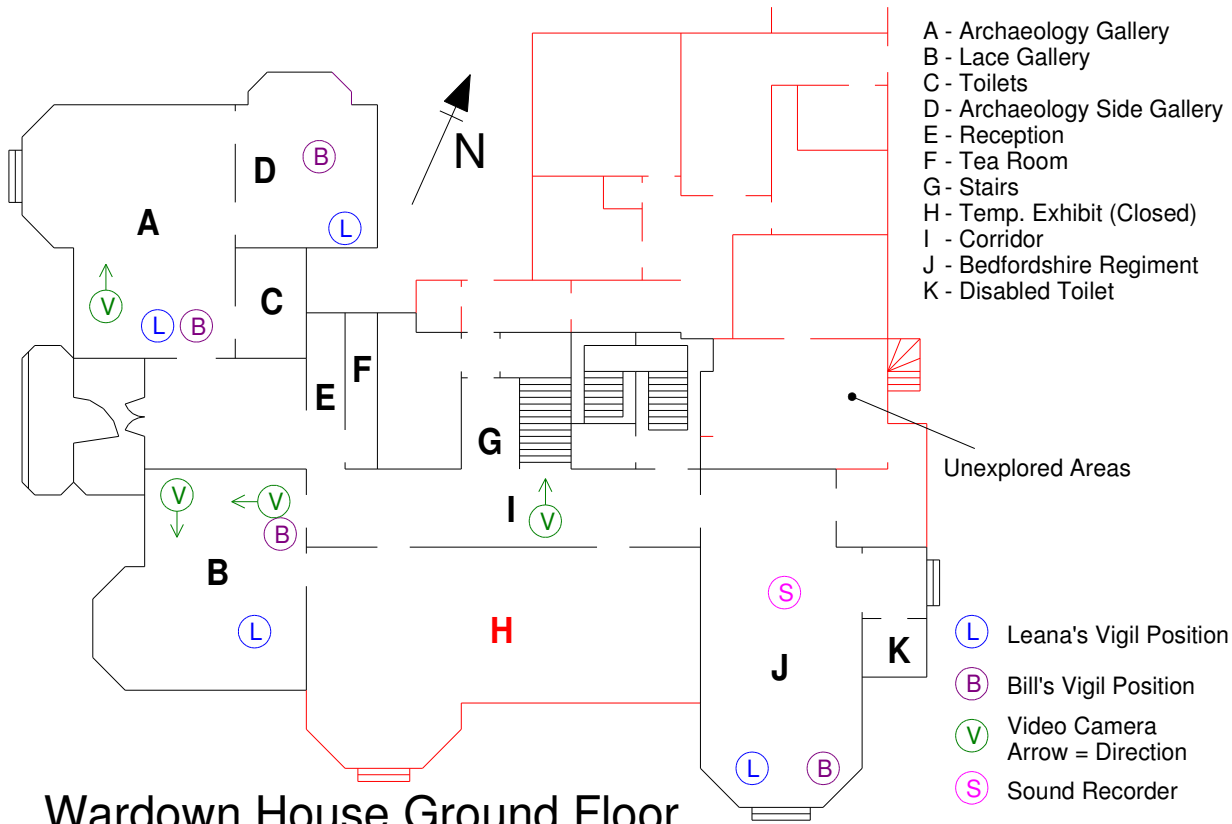 A - Archaeology Gallery
B - Lace Gallery
C - Toilets
D - Archaeology Side Gallery
E - Reception
F - Tea Room
G - Stairs
H - Temp. Exhibit (Closed)
I - Corridor
J - Bedfordshire Regiment
K - Disabled Toilet
N
D
B
L
A
V
L
B
C
E
F
G
Unexplored Areas
V
V
B
I
V
B
L
H
S
J
K
L
B
L Leana's Vigil Position
B Bill's Vigil Position
V Video Camera
Arrow = Direction
S Sound Recorder
Wardown House Ground Floor